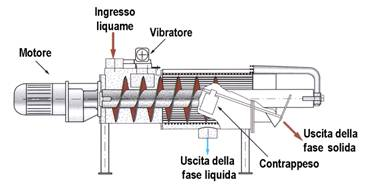 Ingresso
liquame
Vibratore
Motore
Uscita della
fase solida
Uscita della
fase liquida
Contrappeso